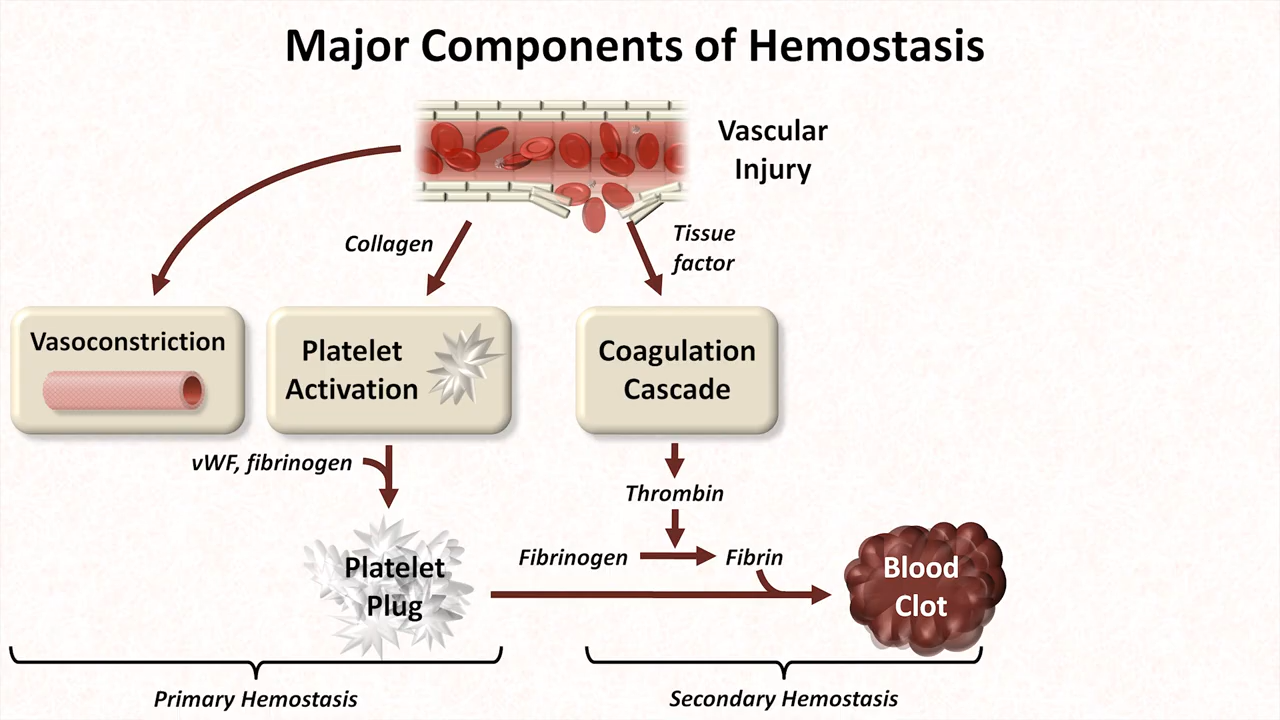 Major Components of Hemostasis
Vascular
Injury
Collagen
Tissue
factor
Vasoconstriction
Platelet
Activation
Coagulation
Cascade
vWF, fibrinogen
Thrombin
Fibrinogen
Fibrin
Platelet
Plug
Blood
Clot
Primary Hemostasis
Secondary Hemostasis